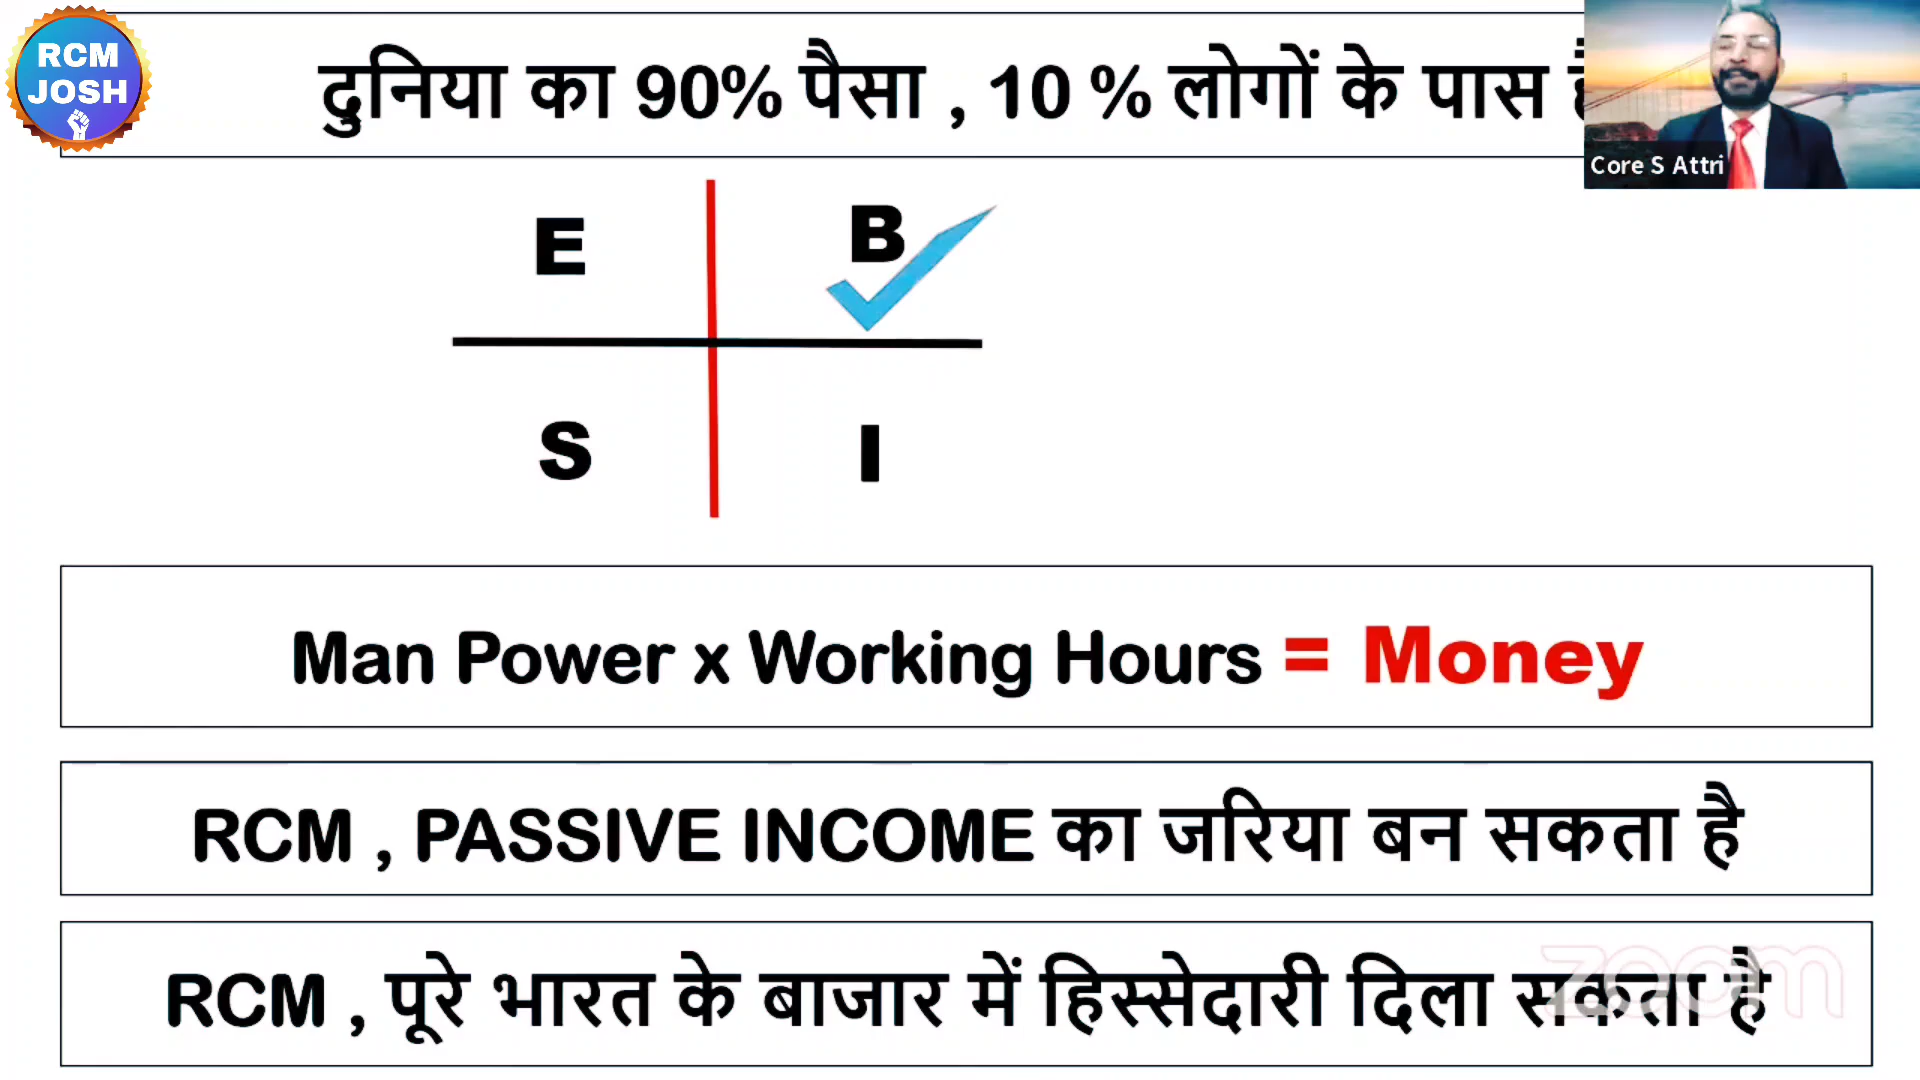 RCM
JOSH
दुनिया का 90% पैसा , 10 % लोगों के पास
Core S Attri
E
B
S
I
Man Power x Working Hours = Money
RCM , PASSIVE INCOME का जरिया बन सकता है
RCM , पूरे भारत के बाजार में हिस्सेदारी दिला सकता है
zoom